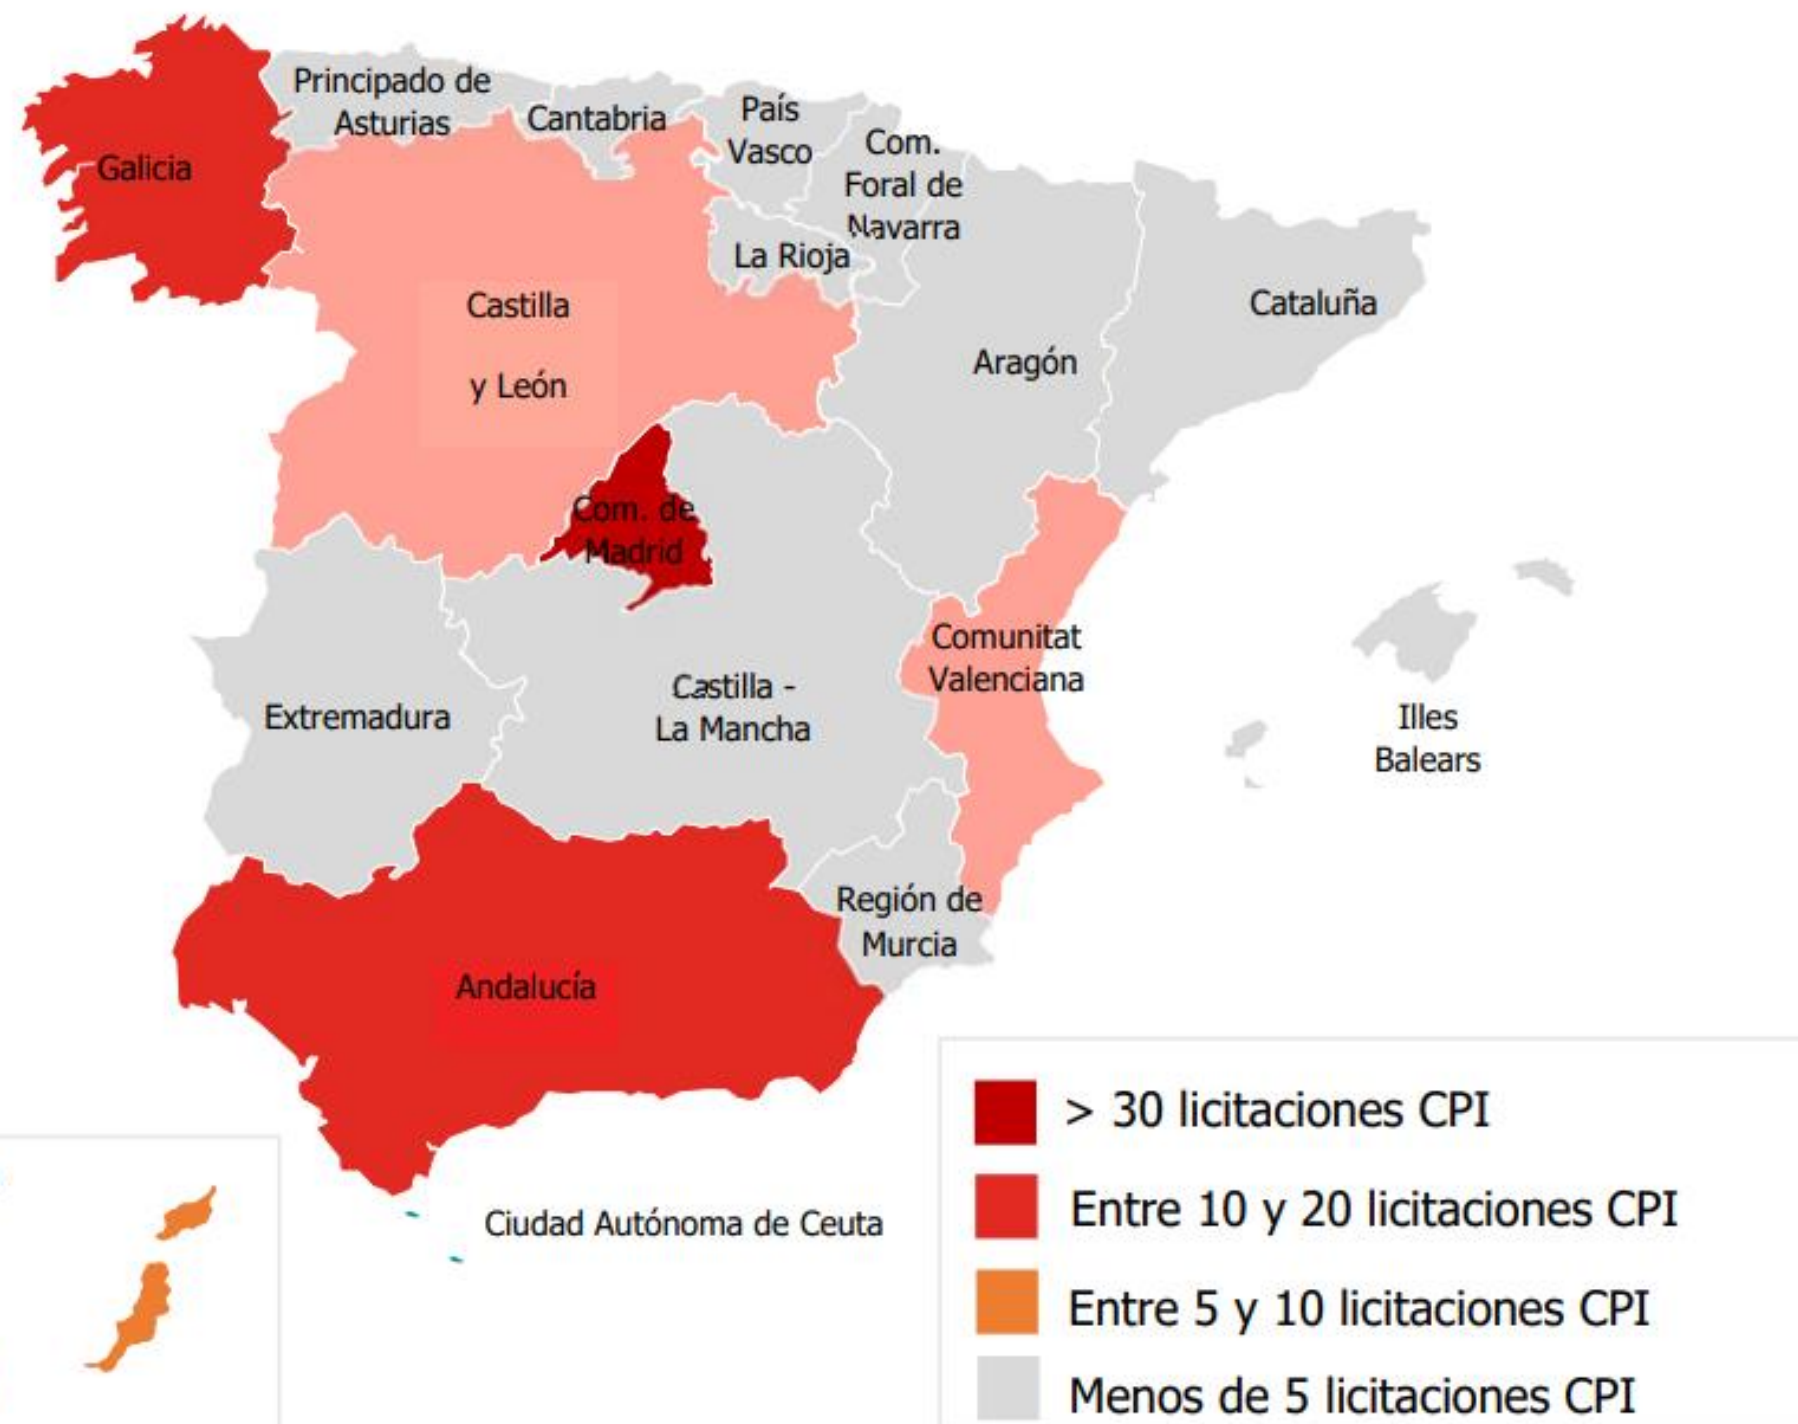 Principado de
Asturias
Cantabria
País
Vasco
Com.
Foral de
Navarra
Galicia
La Rioja
Castilla
y León
Cataluña
Aragón
Com. de
Madrid
Comunitat
Valenciana
Castilla -
La Mancha
Extremadura
Illes
Balears
Región de
Murcia
Andalucía
Ciudad Autónoma de Ceuta
> 30 licitaciones CPI
Entre 10 y 20 licitaciones CPI
Entre 5 y 10 licitaciones CPI
Menos de 5 licitaciones CPI